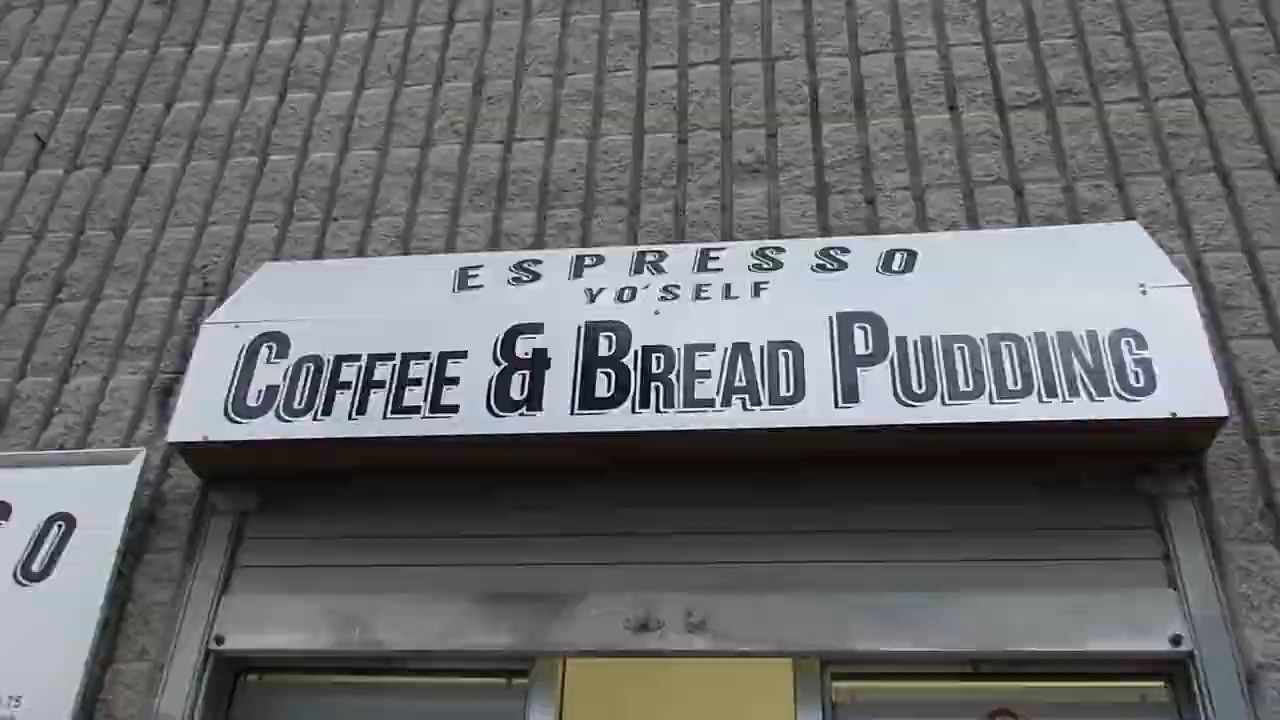 ESPRESSO
YO'SELF
COFFEE & BREAD PUDDING
O